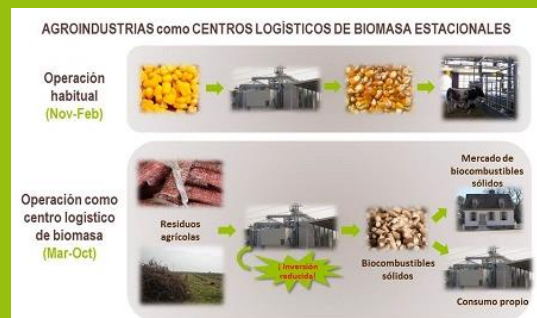 AGROINDUSTRIAS como CENTROS LOGÍSTICOS DE BIOMASA ESTACIONALES
Operación
habitual
(Nov-Feb)
Operación como
centro logístico
de biomasa
(Mar-Oct)
Residuos
agrícolas
¡ Inversión
reducida!
Biocombustibles
sólidos
Mercado de
biocombustibles
sólidos
Consumo propio